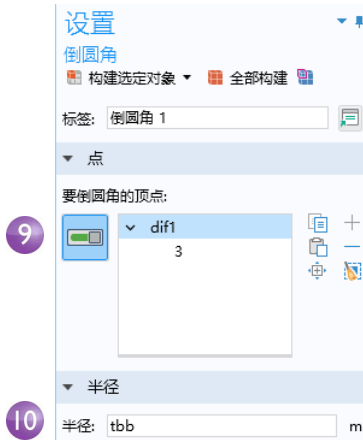 设置
倒圆角
构建选定对象 全部构建
标签: 倒圆角 1
点
要倒圆角的顶点:
9
dif1
3
半径
10
半径: tbb m